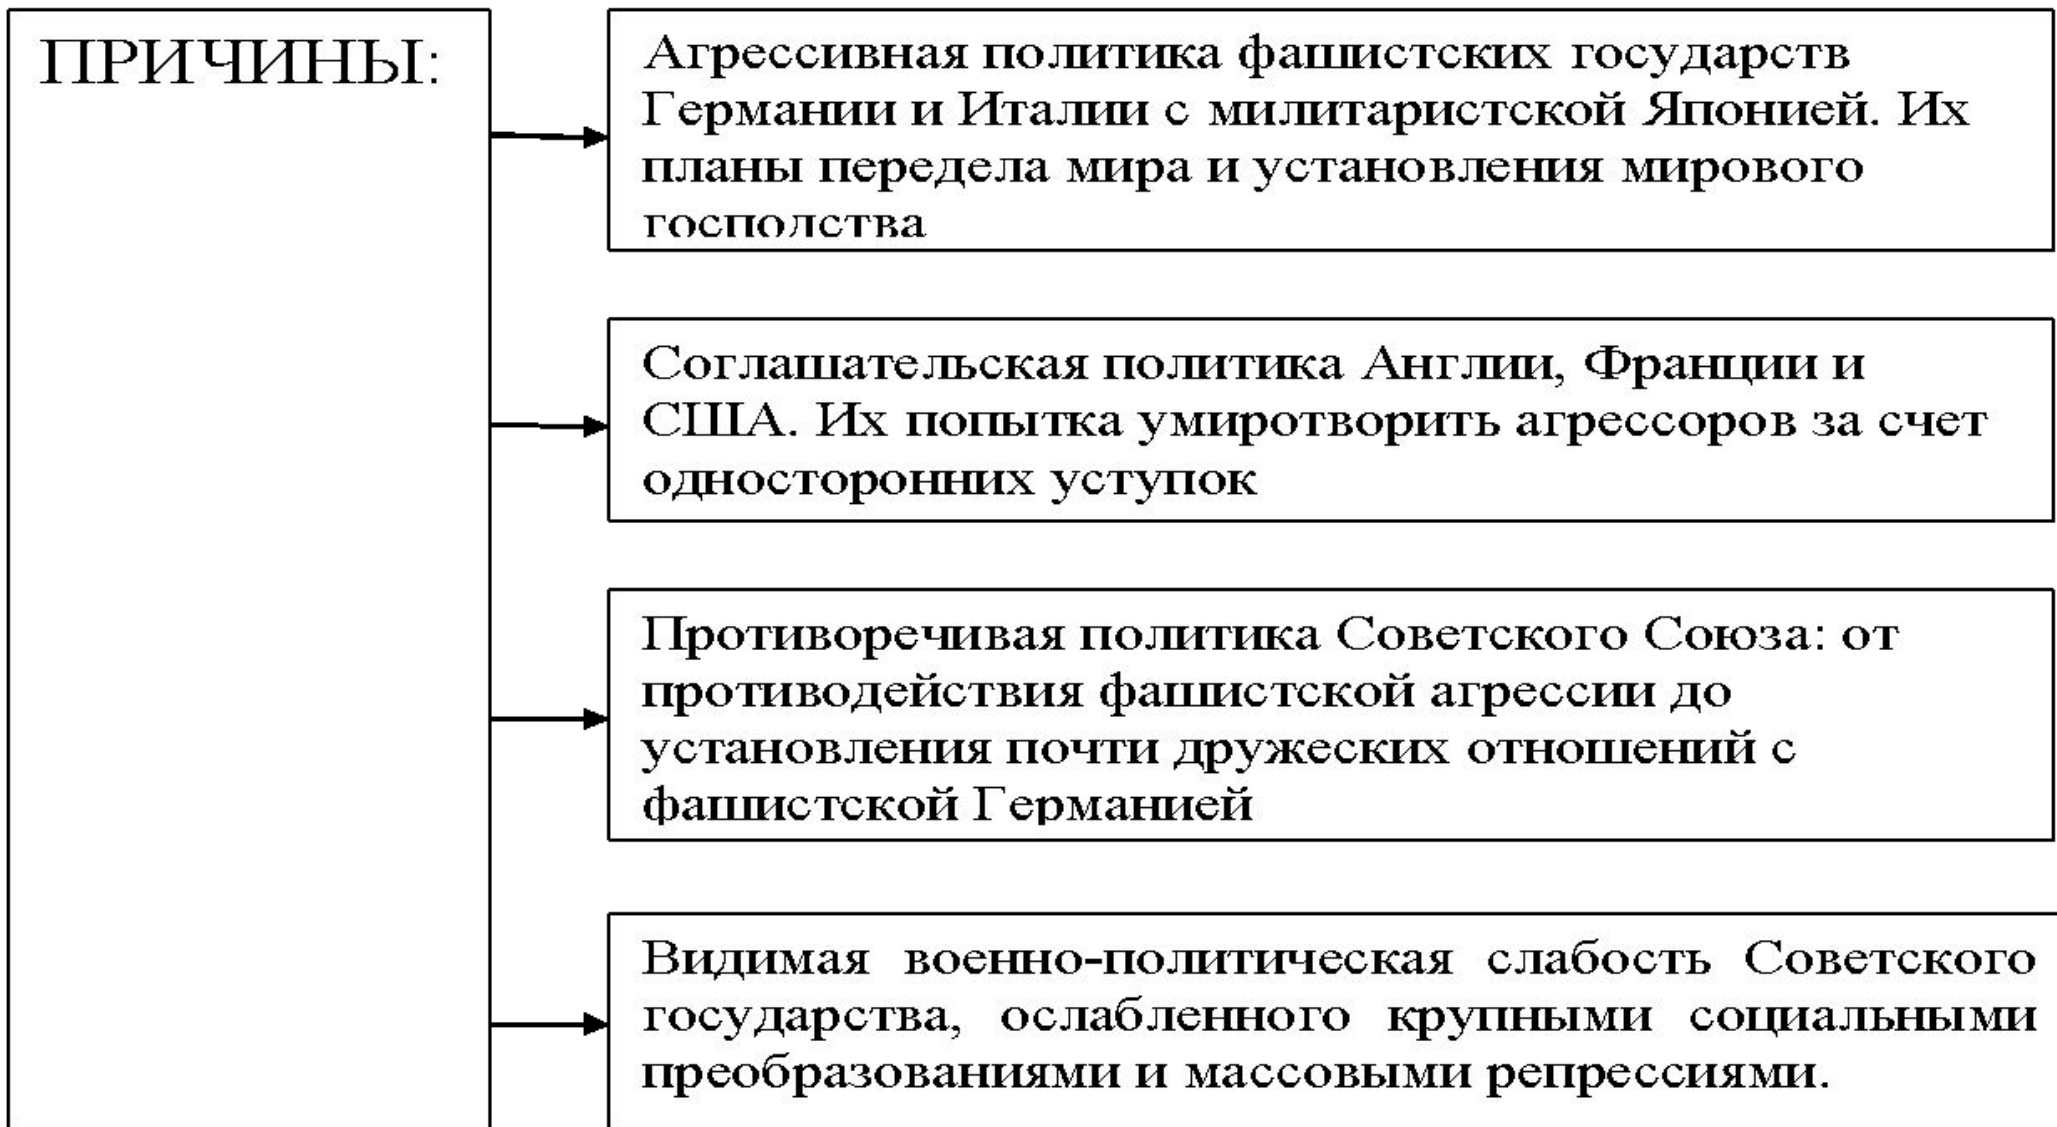 ПРИЧИНЫ:
Агрессивная политика фашистских государств
Германии и Италии с милитаристской Японией. Их
планы передела мира и установления мирового
господства
Соглашательская политика Англии, Франции и
США. Их попытка умиротворить агрессоров за счет
односторонних уступок
Противоречивая политика Советского Союза: от
противодействия фашистской агрессии до
установления почти дружеских отношений с
фашистской Германией
Видимая военно-политическая слабость Советского
государства, ослабленного крупными социальными
преобразованиями и массовыми репрессиями.